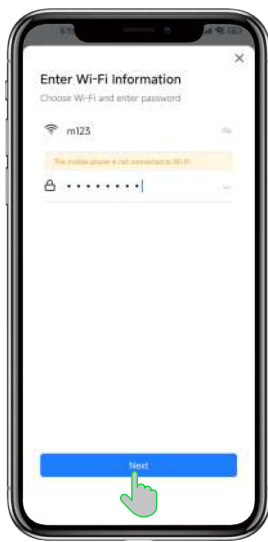 Enter Wi-Fi Information
Choose Wi-Fi and enter password
m123
The mobile phone is not connected to Wi-Fi.
Next